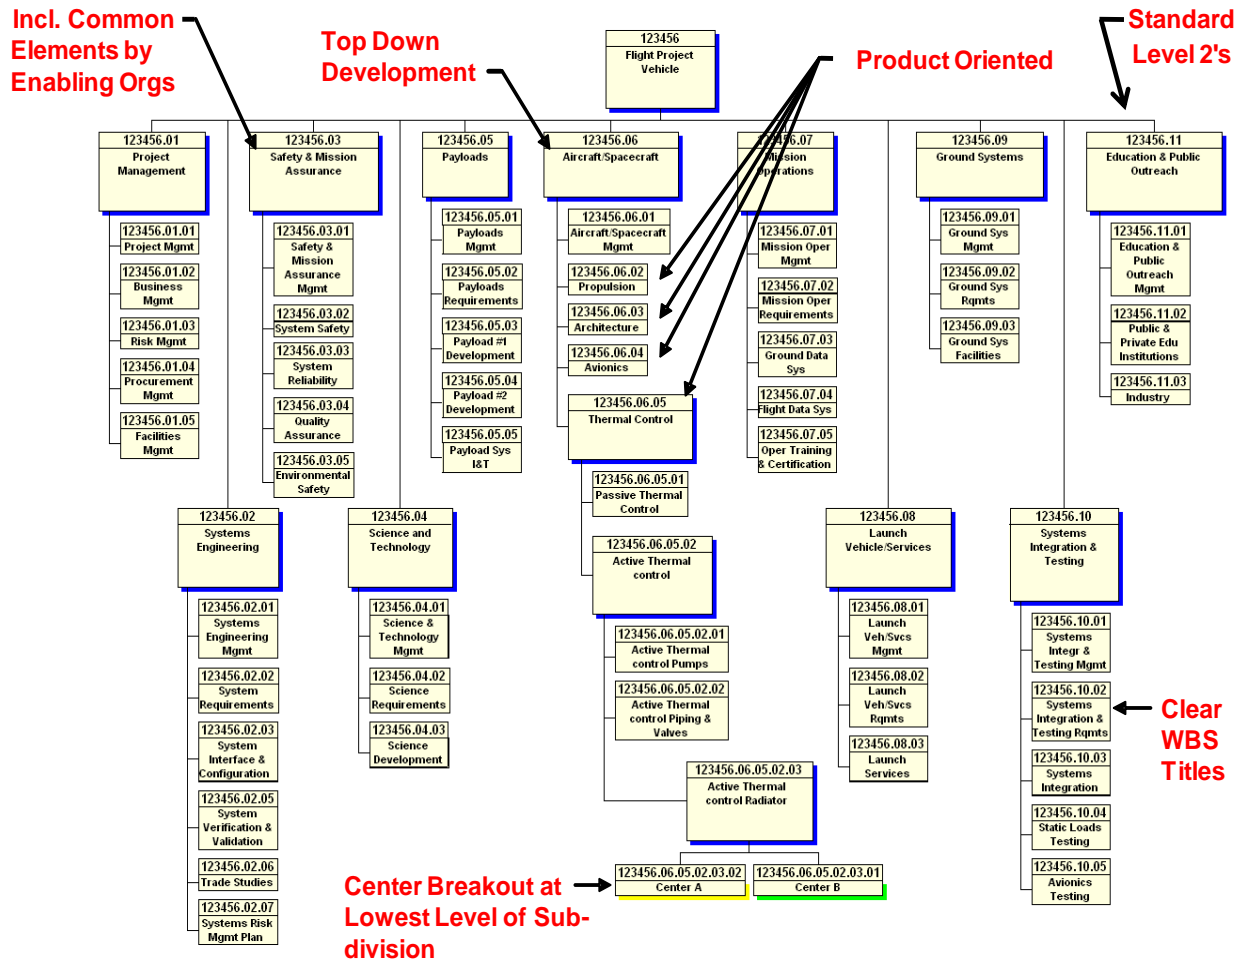 Incl. Common
Elements by
Enabling Orgs
Top Down
Development
123456
Flight Project
Vehicle
Product Oriented
Standard
Level 2's
123456.01
Project
Management
123456.01.01
Project Mgmt
123456.01.02
Business
Mgmt
123456.01.03
Risk Mgmt
123456.01.04
Procurement
Mgmt
123456.01.05
Facilities
Mgmt
123456.03
Safety & Mission
Assurance
123456.03.01
Safety &
Mission
Assurance
Mgmt
123456.03.02
System Safety
123456.03.03
System
Reliability
123456.03.04
Quality
Assurance
123456.03.05
Environmental
Safety
123456.05
Payloads
123456.05.01
Payloads
Mgmt
123456.05.02
Payloads
Requirements
123456.05.03
Payload #1
Development
123456.05.04
Payload #2
Development
123456.05.05
Payload Sys
I&T
123456.06
Aircraft/Spacecraft
123456.06.01
Aircraft/Spacecraft
Mgmt
123456.06.02
Propulsion
123456.06.03
Architecture
123456.06.04
Avionics
123456.06.05
Thermal Control
123456.06.05.01
Passive Thermal
Control
123456.06.05.02
Active Thermal
control
123456.06.05.02.01
Active Thermal
control Pumps
123456.06.05.02.02
Active Thermal
control Piping &
Valves
123456.06.05.02.03
Active Thermal
control Radiator
123456.06.05.02.03.02
Center A
123456.06.05.02.03.01
Center B
123456.07
Mission
Operations
123456.07.01
Mission Oper
Mgmt
123456.07.02
Mission Oper
Requirements
123456.07.03
Ground Data
Sys
123456.07.04
Flight Data Sys
123456.07.05
Oper Training
& Certification
123456.09
Ground Systems
123456.09.01
Ground Sys
Mgmt
123456.09.02
Ground Sys
Rqmts
123456.09.03
Ground Sys
Facilities
123456.11
Education & Public
Outreach
123456.11.01
Education &
Public
Outreach
Mgmt
123456.11.02
Public &
Private Edu
Institutions
123456.11.03
Industry
123456.02
Systems
Engineering
123456.02.01
Systems
Engineering
Mgmt
123456.02.02
System
Requirements
123456.02.03
System
Interface &
Configuration
123456.02.05
System
Verification &
Validation
123456.02.06
Trade Studies
123456.02.07
Systems Risk
Mgmt Plan
123456.04
Science and
Technology
123456.04.01
Science &
Technology
Mgmt
123456.04.02
Science
Requirements
123456.04.03
Science
Development
123456.08
Launch
Vehicle/Services
123456.08.01
Launch
Veh/Svcs
Mgmt
123456.08.02
Launch
Veh/Svcs
Rqmts
123456.08.03
Launch
Services
123456.10
Systems
Integration &
Testing
123456.10.01
Systems
Integr &
Testing Mgmt
123456.10.02
Systems
Integration &
Testing Rqmts
123456.10.03
Systems
Integration
123456.10.04
Static Loads
Testing
123456.10.05
Avionics
Testing
Clear
WBS
Titles
Center Breakout at
Lowest Level of Sub-
division